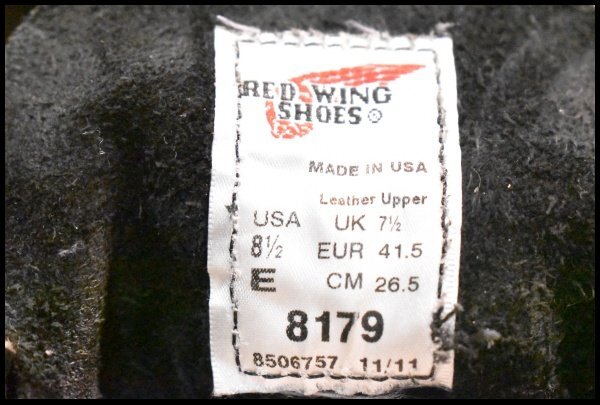 RED WING
SHOES®
MADE IN USA
Leather Upper
USA UK 7½
8½ EUR 41.5
E CM 26.5
8179
8506757 11/11